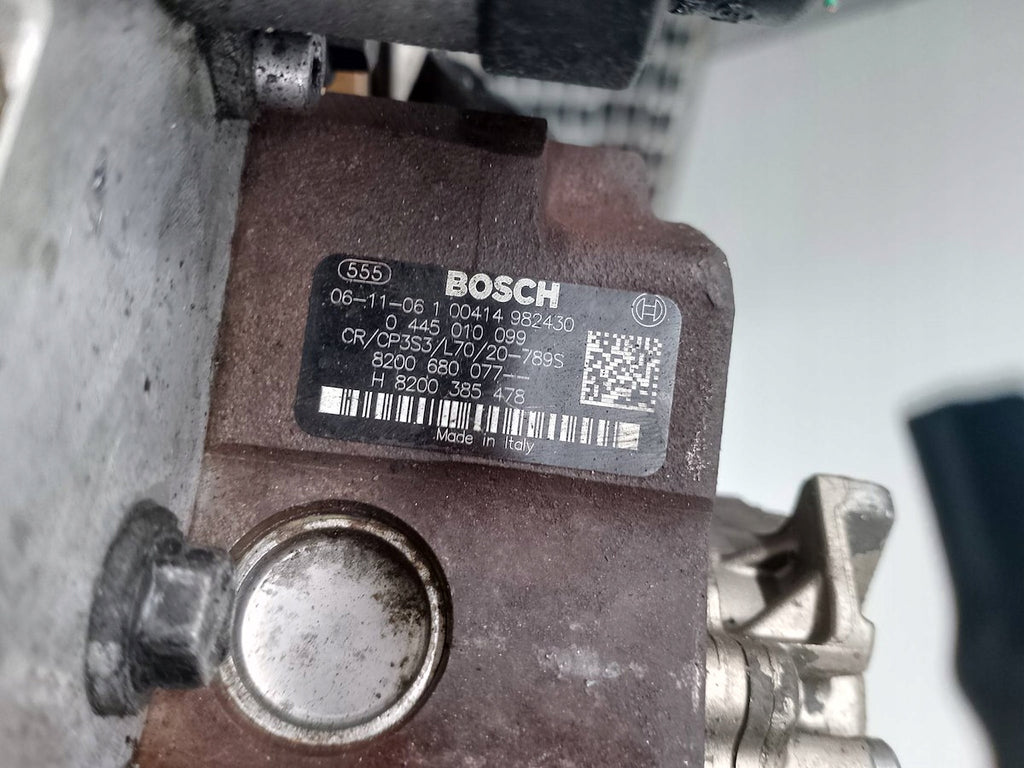 555
BOSCH
06-11-06 1 00414 982430
0 445 010 099
CR/CP3S3/L70/20-789S
8200 680 077--
H 8200 385 478
Made in Italy